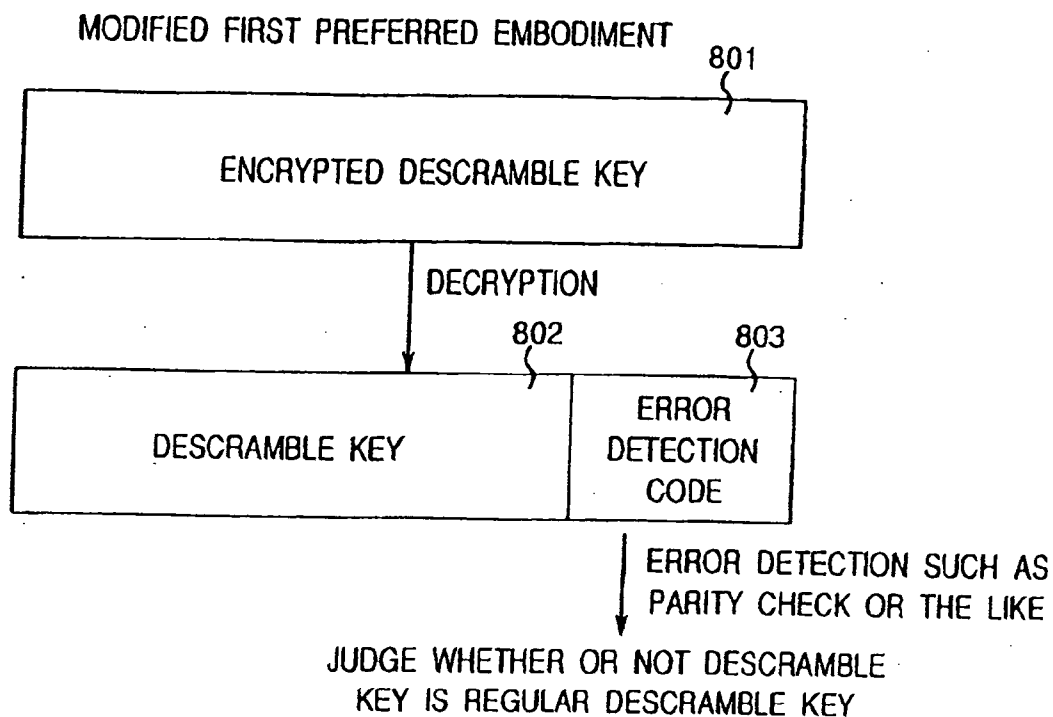 MODIFIED FIRST PREFERRED EMBODIMENT
801
ENCRYPTED DESCRAMBLE KEY
DECRYPTION
802
803
DESCRAMBLE KEY
ERROR
DETECTION
CODE
ERROR DETECTION SUCH AS
PARITY CHECK OR THE LIKE
JUDGE WHETHER OR NOT DESCRAMBLE
KEY IS REGULAR DESCRAMBLE KEY